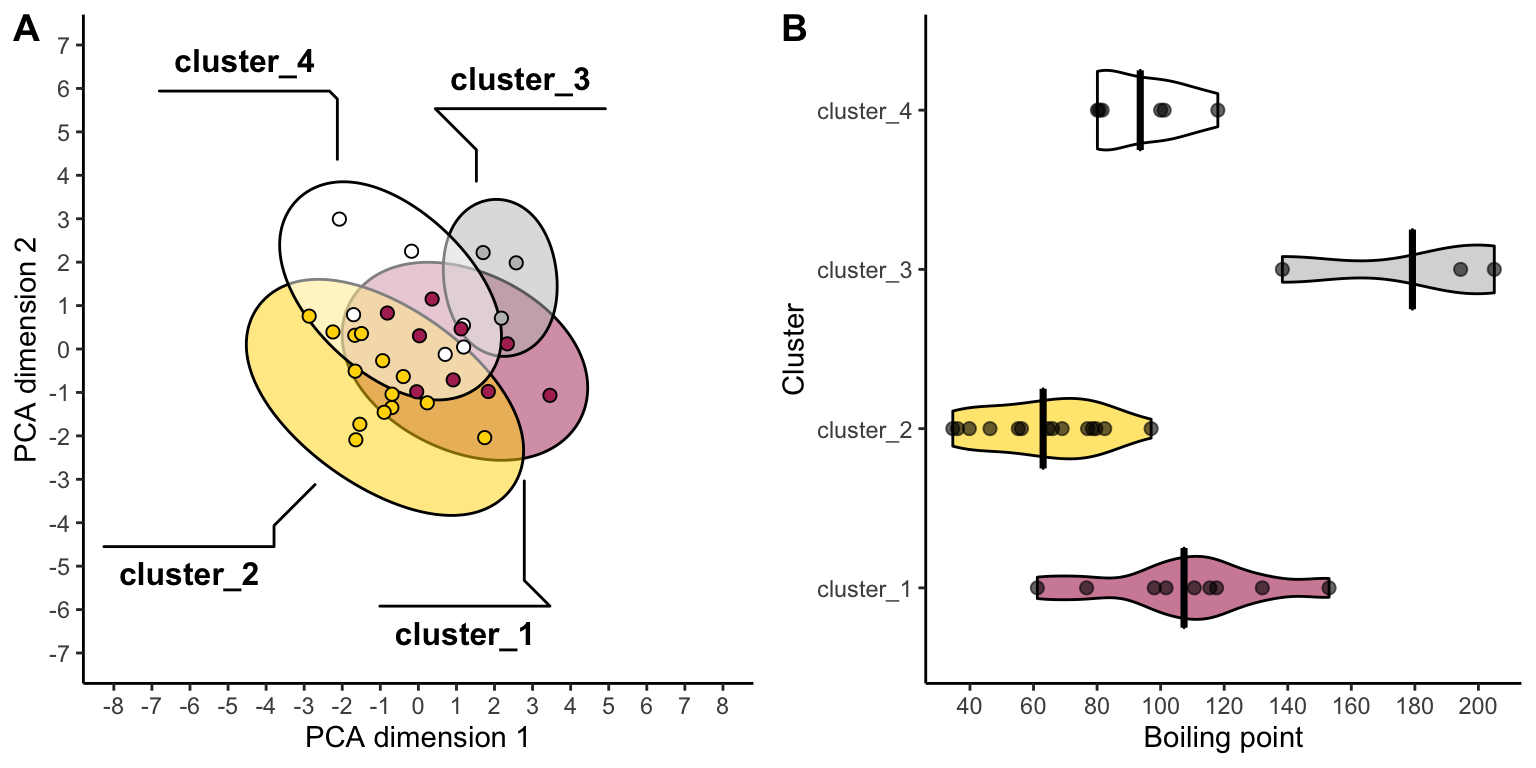 A
7
6
5
4
3
2
1
0
-1
-2
-3
-4
-5
-6
-7
PCA dimension 2
cluster_4
cluster_3
cluster_2
cluster_1
-8 -7 -6 -5 -4 -3 -2 -1 0 1 2 3 4 5 6 7 8
PCA dimension 1
B
Cluster
cluster_4
cluster_3
cluster_2
cluster_1
40 60 80 100 120 140 160 180 200
Boiling point